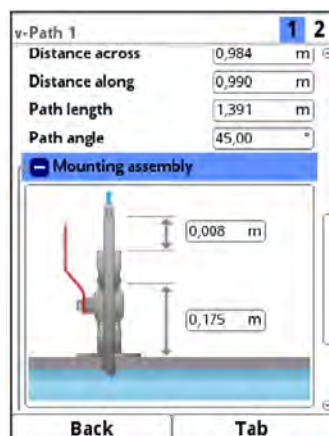 v-Path 1 1 2
Distance across 0,984 m
Distance along 0,990 m
Path length 1,391 m
Path angle 45,00 °
Mounting assembly
0,008 m
0,175 m
Back Tab